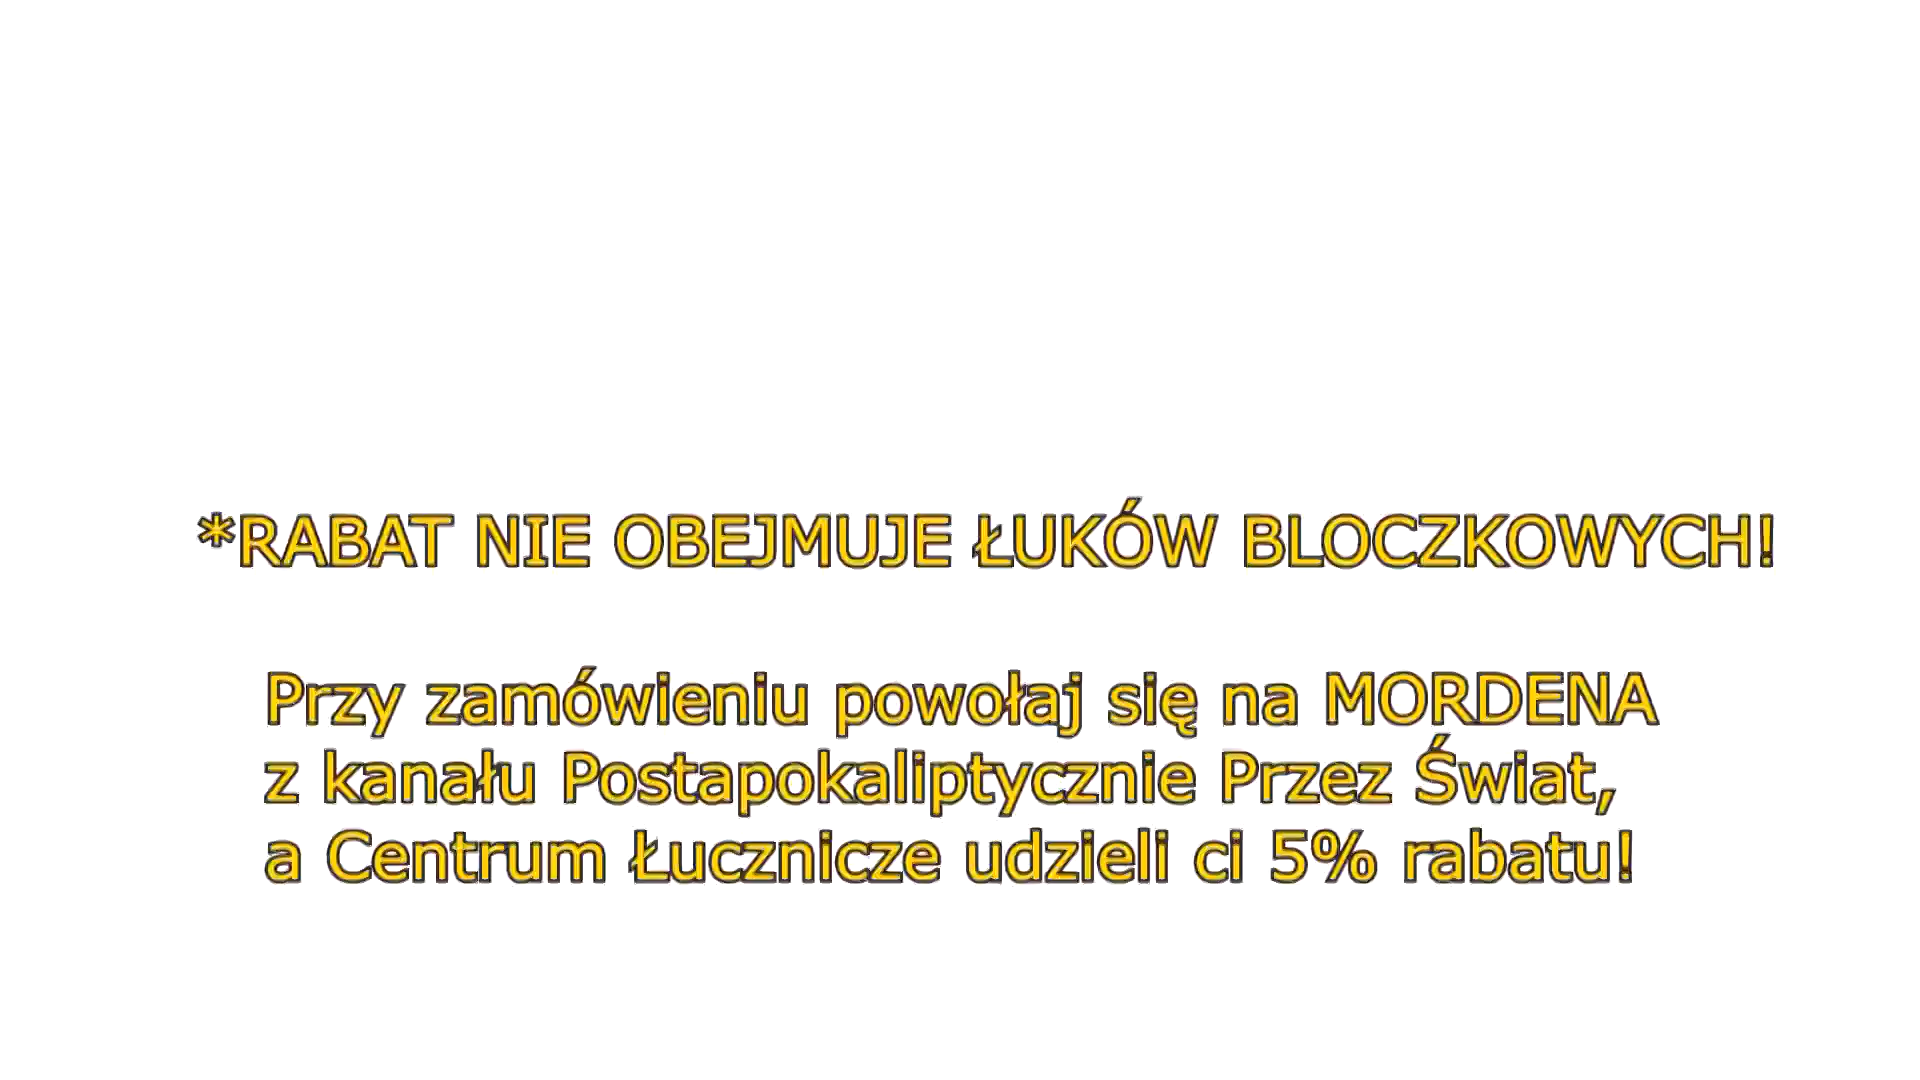 *RABAT NIE OBEJMUJE ŁUKÓW BLOCZKOWYCH!
Przy zamówieniu powołaj się na MORDENA
z kanału Postapokaliptycznie Przez Świat,
a Centrum Łucznicze udzieli ci 5% rabatu!